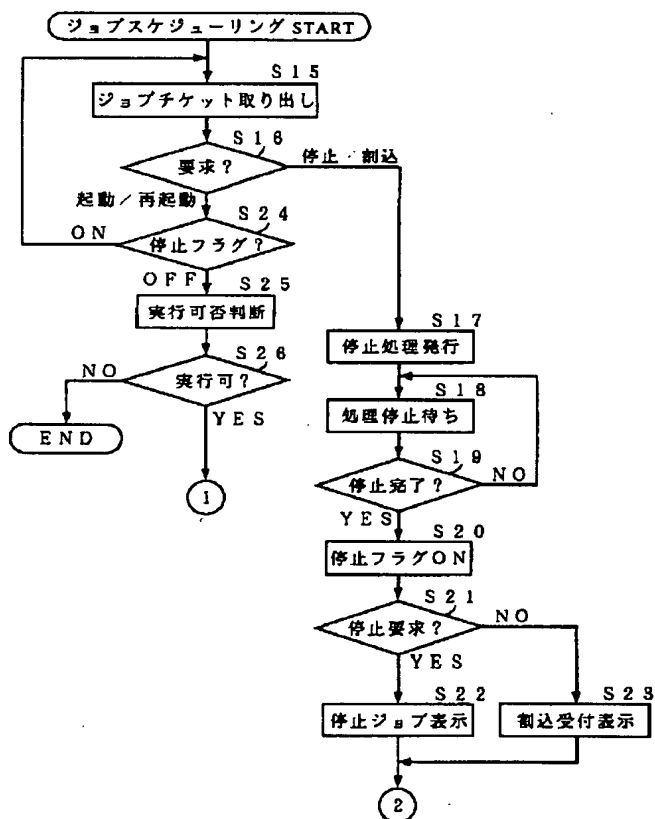 ジョブスケジューリング START
S15
ジョブチケット取り出し
S16
要求?
停止/割込
起動/再起動
S24
ON
停止フラグ?
OFF
S25
実行可否判断
S17
停止処理発行
S26
NO
実行可?
S18
処理停止待ち
END
YES
S19
停止完了?
NO
1
YES
S20
停止フラグON
S21
停止要求?
NO
YES
S22
停止ジョブ表示
S23
割込受付表示
2